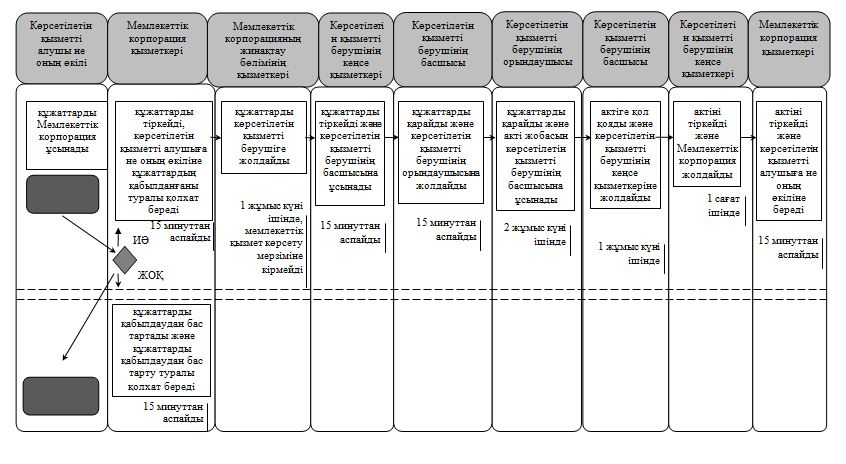 Көрсетілетін
қызметті
алушы не
оның өкілі
Мемлекеттік
корпорация
қызметкері
Мемлекеттік
корпорацияның
жинақтау
бөлімінің
қызметкері
Көрсетілеті
н қызметті
берушінің
кеңсе
қызметкері
Көрсетілетін
қызметті
берушінің
басшысы
Көрсетілетін
қызметті
берушінің
орындаушысы
Көрсетілетін
қызметті
берушінің
басшысы
Көрсетілеті
н қызметті
берушінің
кеңсе
қызметкері
Мемлекеттік
корпорация
қызметкері
құжаттарды
Мемлекеттік
корпорация
ұсынады
құжаттарды
тіркейді,
көрсетілетін
қызметті алушыға
не оның өкіліне
құжаттардың
қабылданғаны
туралы қолхат
береді
15 минуттан
аспайды
құжаттарды
көрсетілетін
қызметті
берушіге
жолдайды
1 жұмыс күні
ішінде,
мемлекеттік
қызмет көрсету
мерзіміне
кірмейді
құжаттарды
тіркейді және
көрсетілетін
қызметті
берушінің
басшысына
ұсынады
15 минуттан
аспайды
құжаттарды
қарайды және
көрсетілетін
қызметті
берушінің
орындаушысына
жолдайды
15 минуттан
аспайды
құжаттарды
қарайды және
акті жобасын
көрсетілетін
қызметті
берушінің
басшысына
ұсынады
2 жұмыс күні
ішінде
актіге қол
қояды және
көрсетілетін
қызметті
берушінің
кеңсе
қызметкеріне
жолдайды
1 жұмыс күні
ішінде
актіні
тіркейді
және
Мемлекеттік
корпорация
жолдайды
1 сағат
ішінде
актіні
тіркейді
және
көрсетілетін
қызметті
алушыға не
оның
өкіліне
береді
15 минуттан
аспайды
ИӘ
ЖОҚ
құжаттарды
қабылдаудан бас
тартады және
құжаттарды
қабылдаудан бас
тарту туралы
қолхат береді
15 минуттан
аспайды